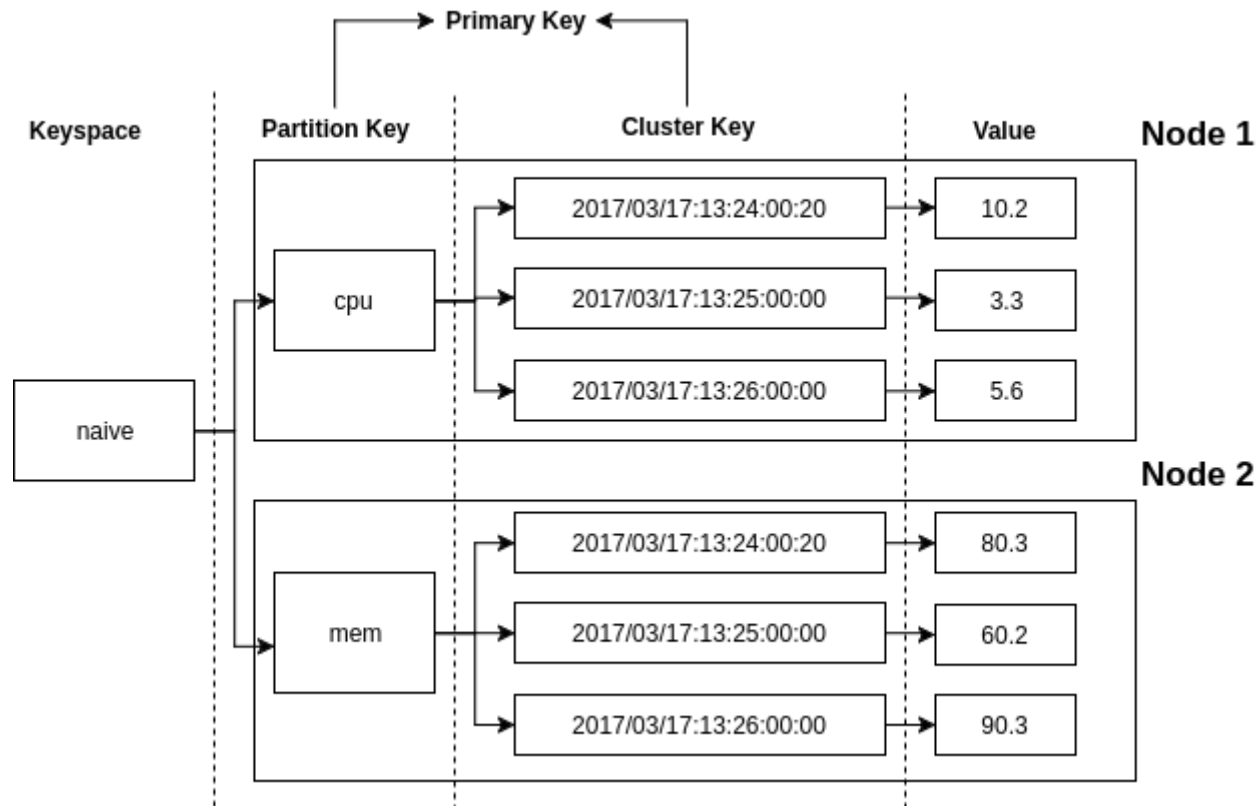 Primary Key
Keyspace
Partition Key
Cluster Key
Value
Node 1
2017/03/17:13:24:00:20
10.2
cpu
2017/03/17:13:25:00:00
3.3
2017/03/17:13:26:00:00
5.6
naive
Node 2
2017/03/17:13:24:00:20
80.3
mem
2017/03/17:13:25:00:00
60.2
2017/03/17:13:26:00:00
90.3